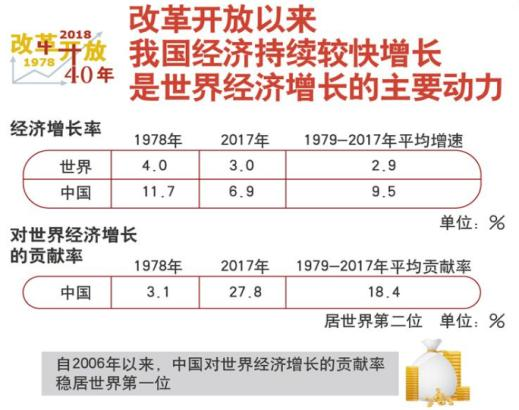 改革开放以来
我国经济持续较快增长
是世界经济增长的主要动力
2018
改革开放
1978
40年
经济增长率
1978年 2017年 1979—2017年平均增速
世界 4.0 3.0 2.9
中国 11.7 6.9 9.5
单位：%
对世界经济增长
的贡献率
1978年 2017年 1979—2017年平均贡献率
中国 3.1 27.8 18.4
居世界第二位 单位：%
自2006年以来，中国对世界经济增长的贡献率
稳居世界第一位